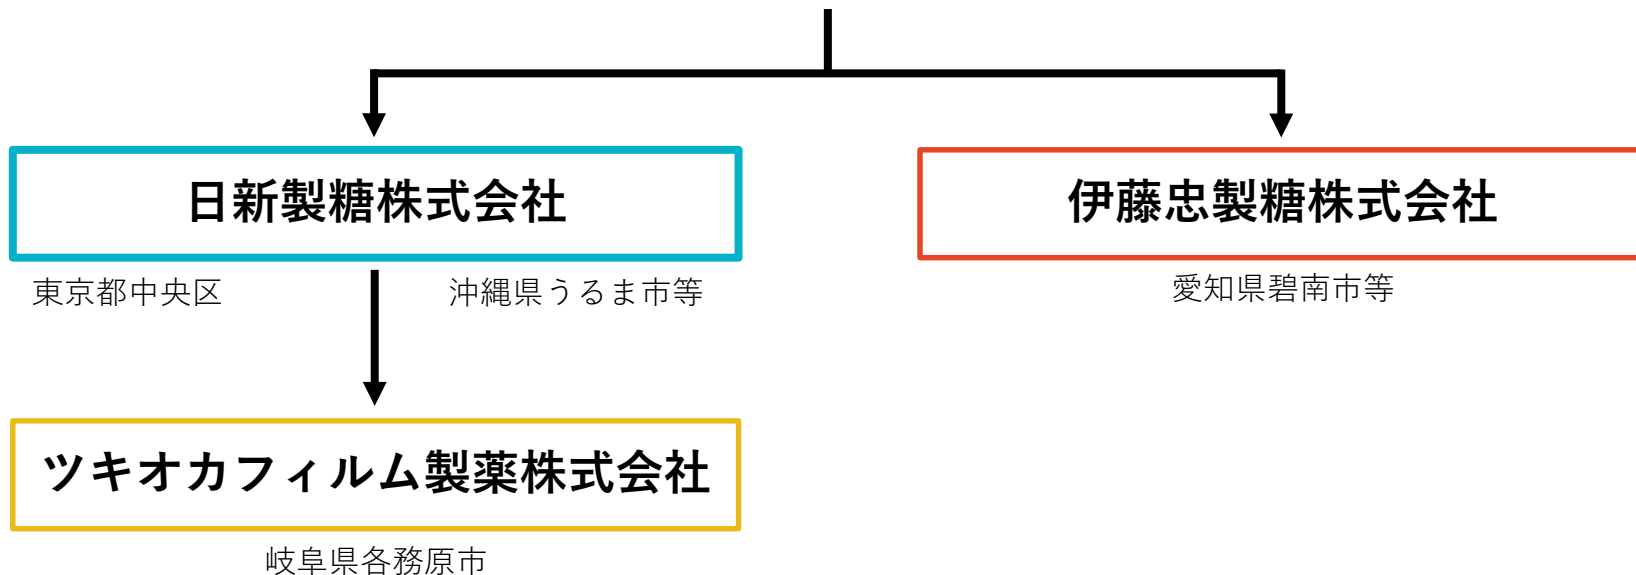 日新製糖株式会社
伊藤忠製糖株式会社
東京都中央区
沖縄県うるま市等
愛知県碧南市等
ツキオカフィルム製薬株式会社
岐阜県各務原市